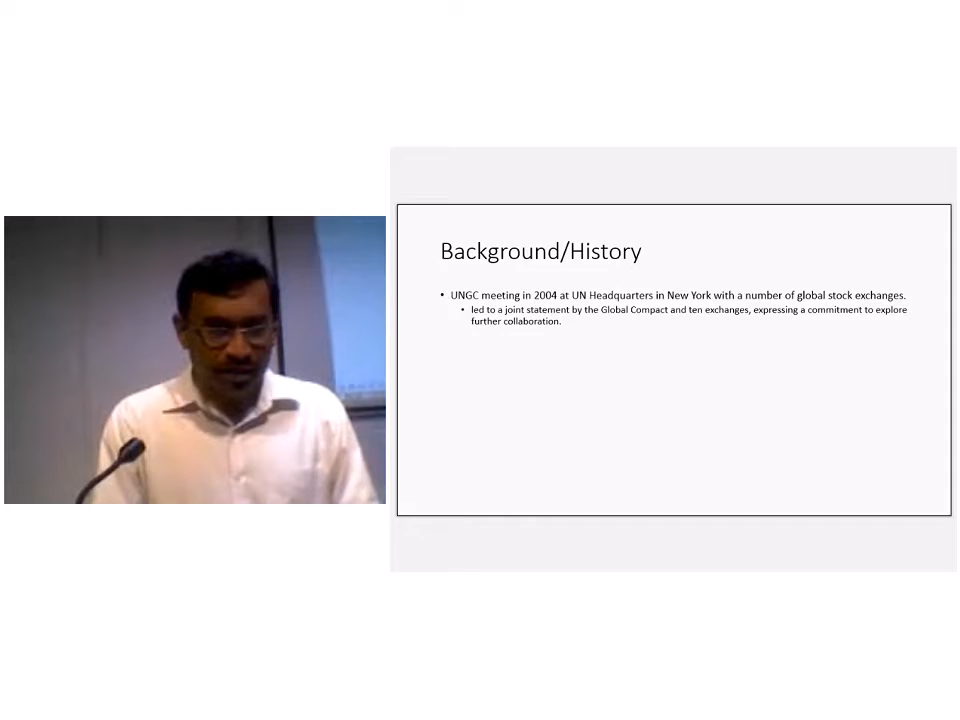 Background/History
• UNGC meeting in 2004 at UN Headquarters in New York with a number of global stock exchanges.
• led to a joint statement by the Global Compact and ten exchanges, expressing a commitment to explore
further collaboration.